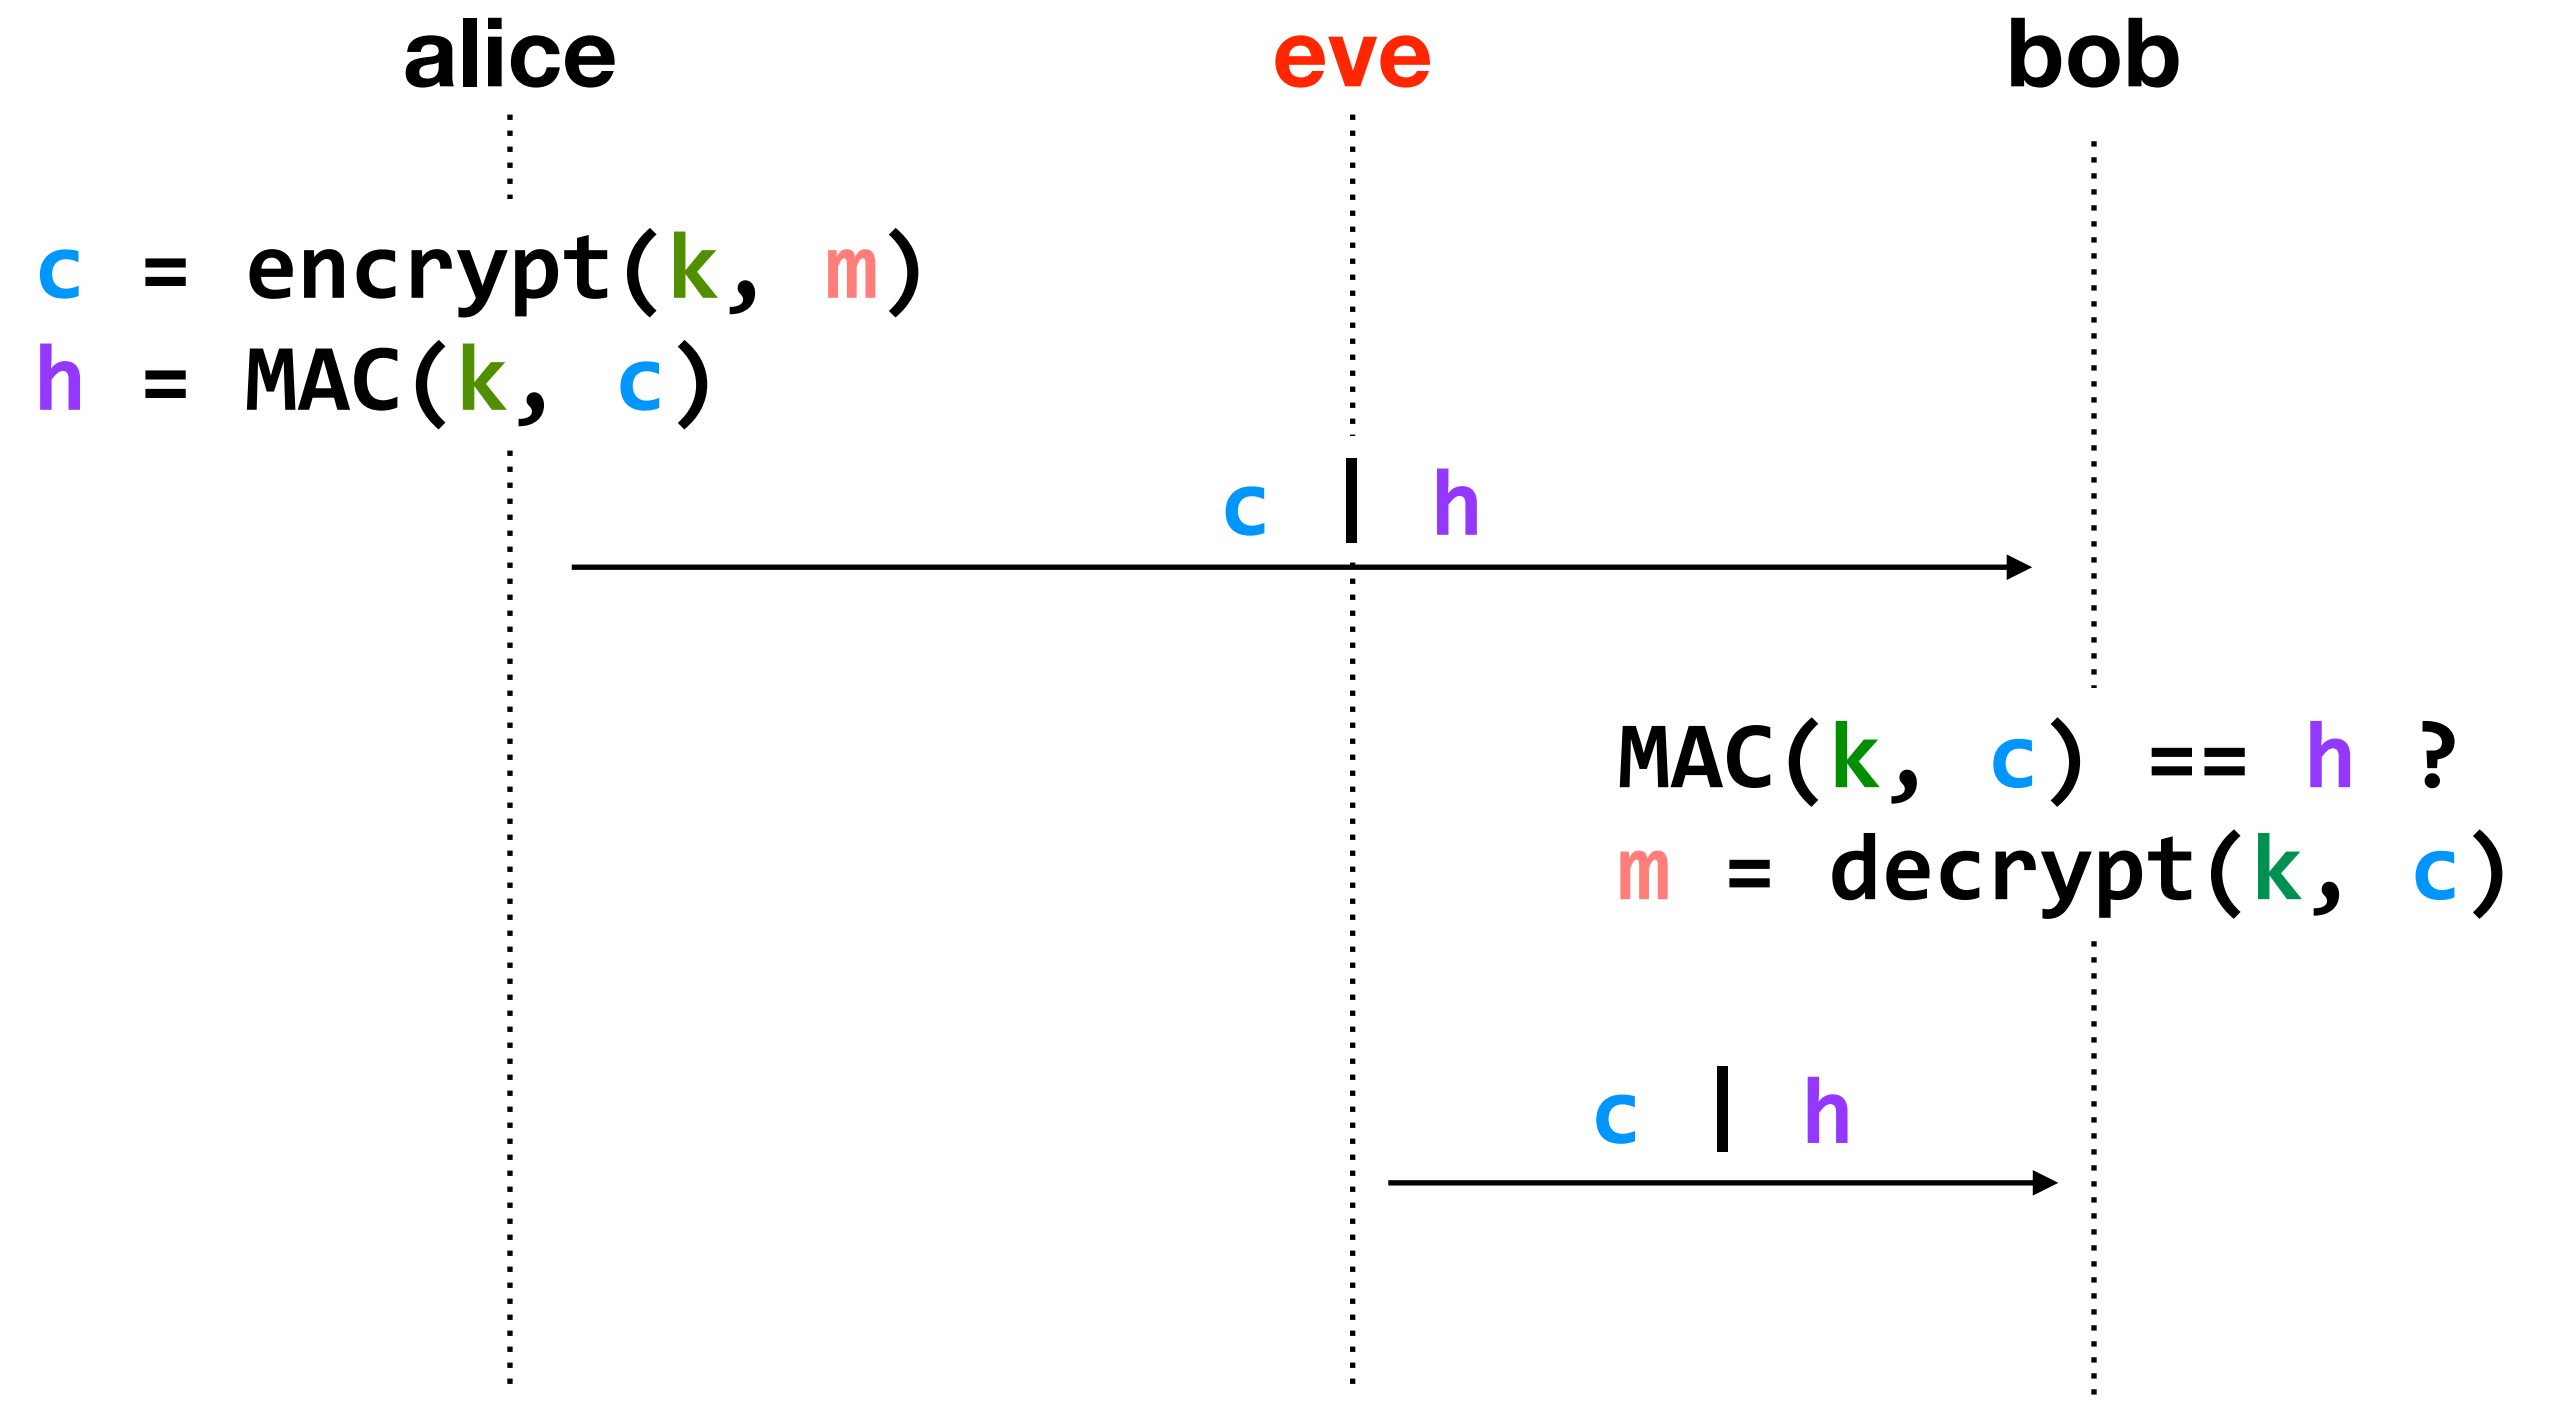 alice eve bob
c = encrypt(k, m)
h = MAC(k, c)
c | h
MAC(k, c) == h ?
m = decrypt(k, c)
c | h